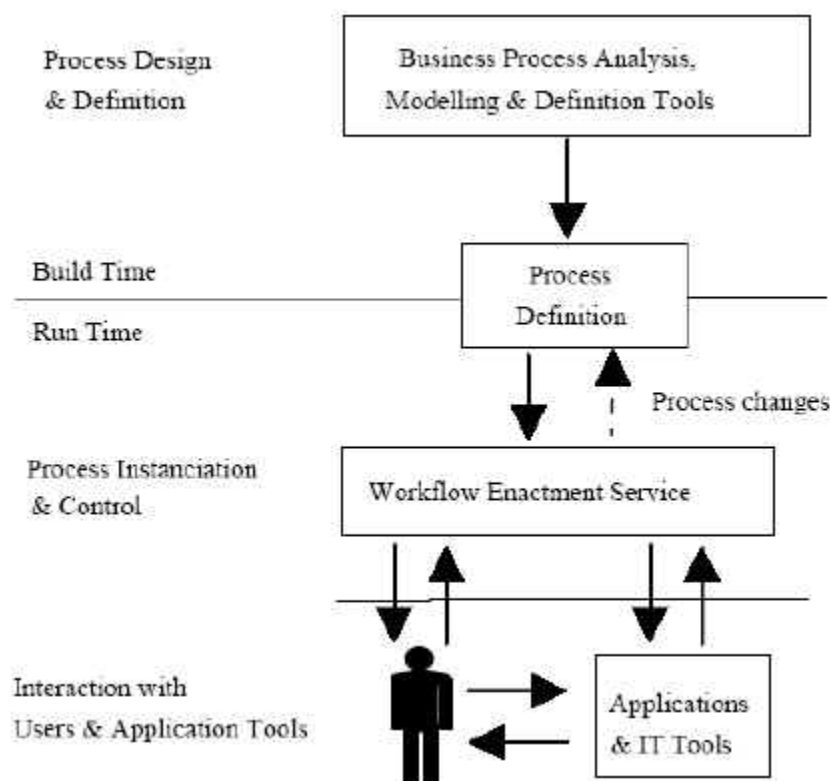 Process Design
& Definition
Business Process Analysis,
Modelling & Definition Tools
Build Time
Process
Definition
Run Time
Process changes
Process Instanciation
& Control
Workflow Enactment Service
Interaction with
Users & Application Tools
Applications
& IT Tools